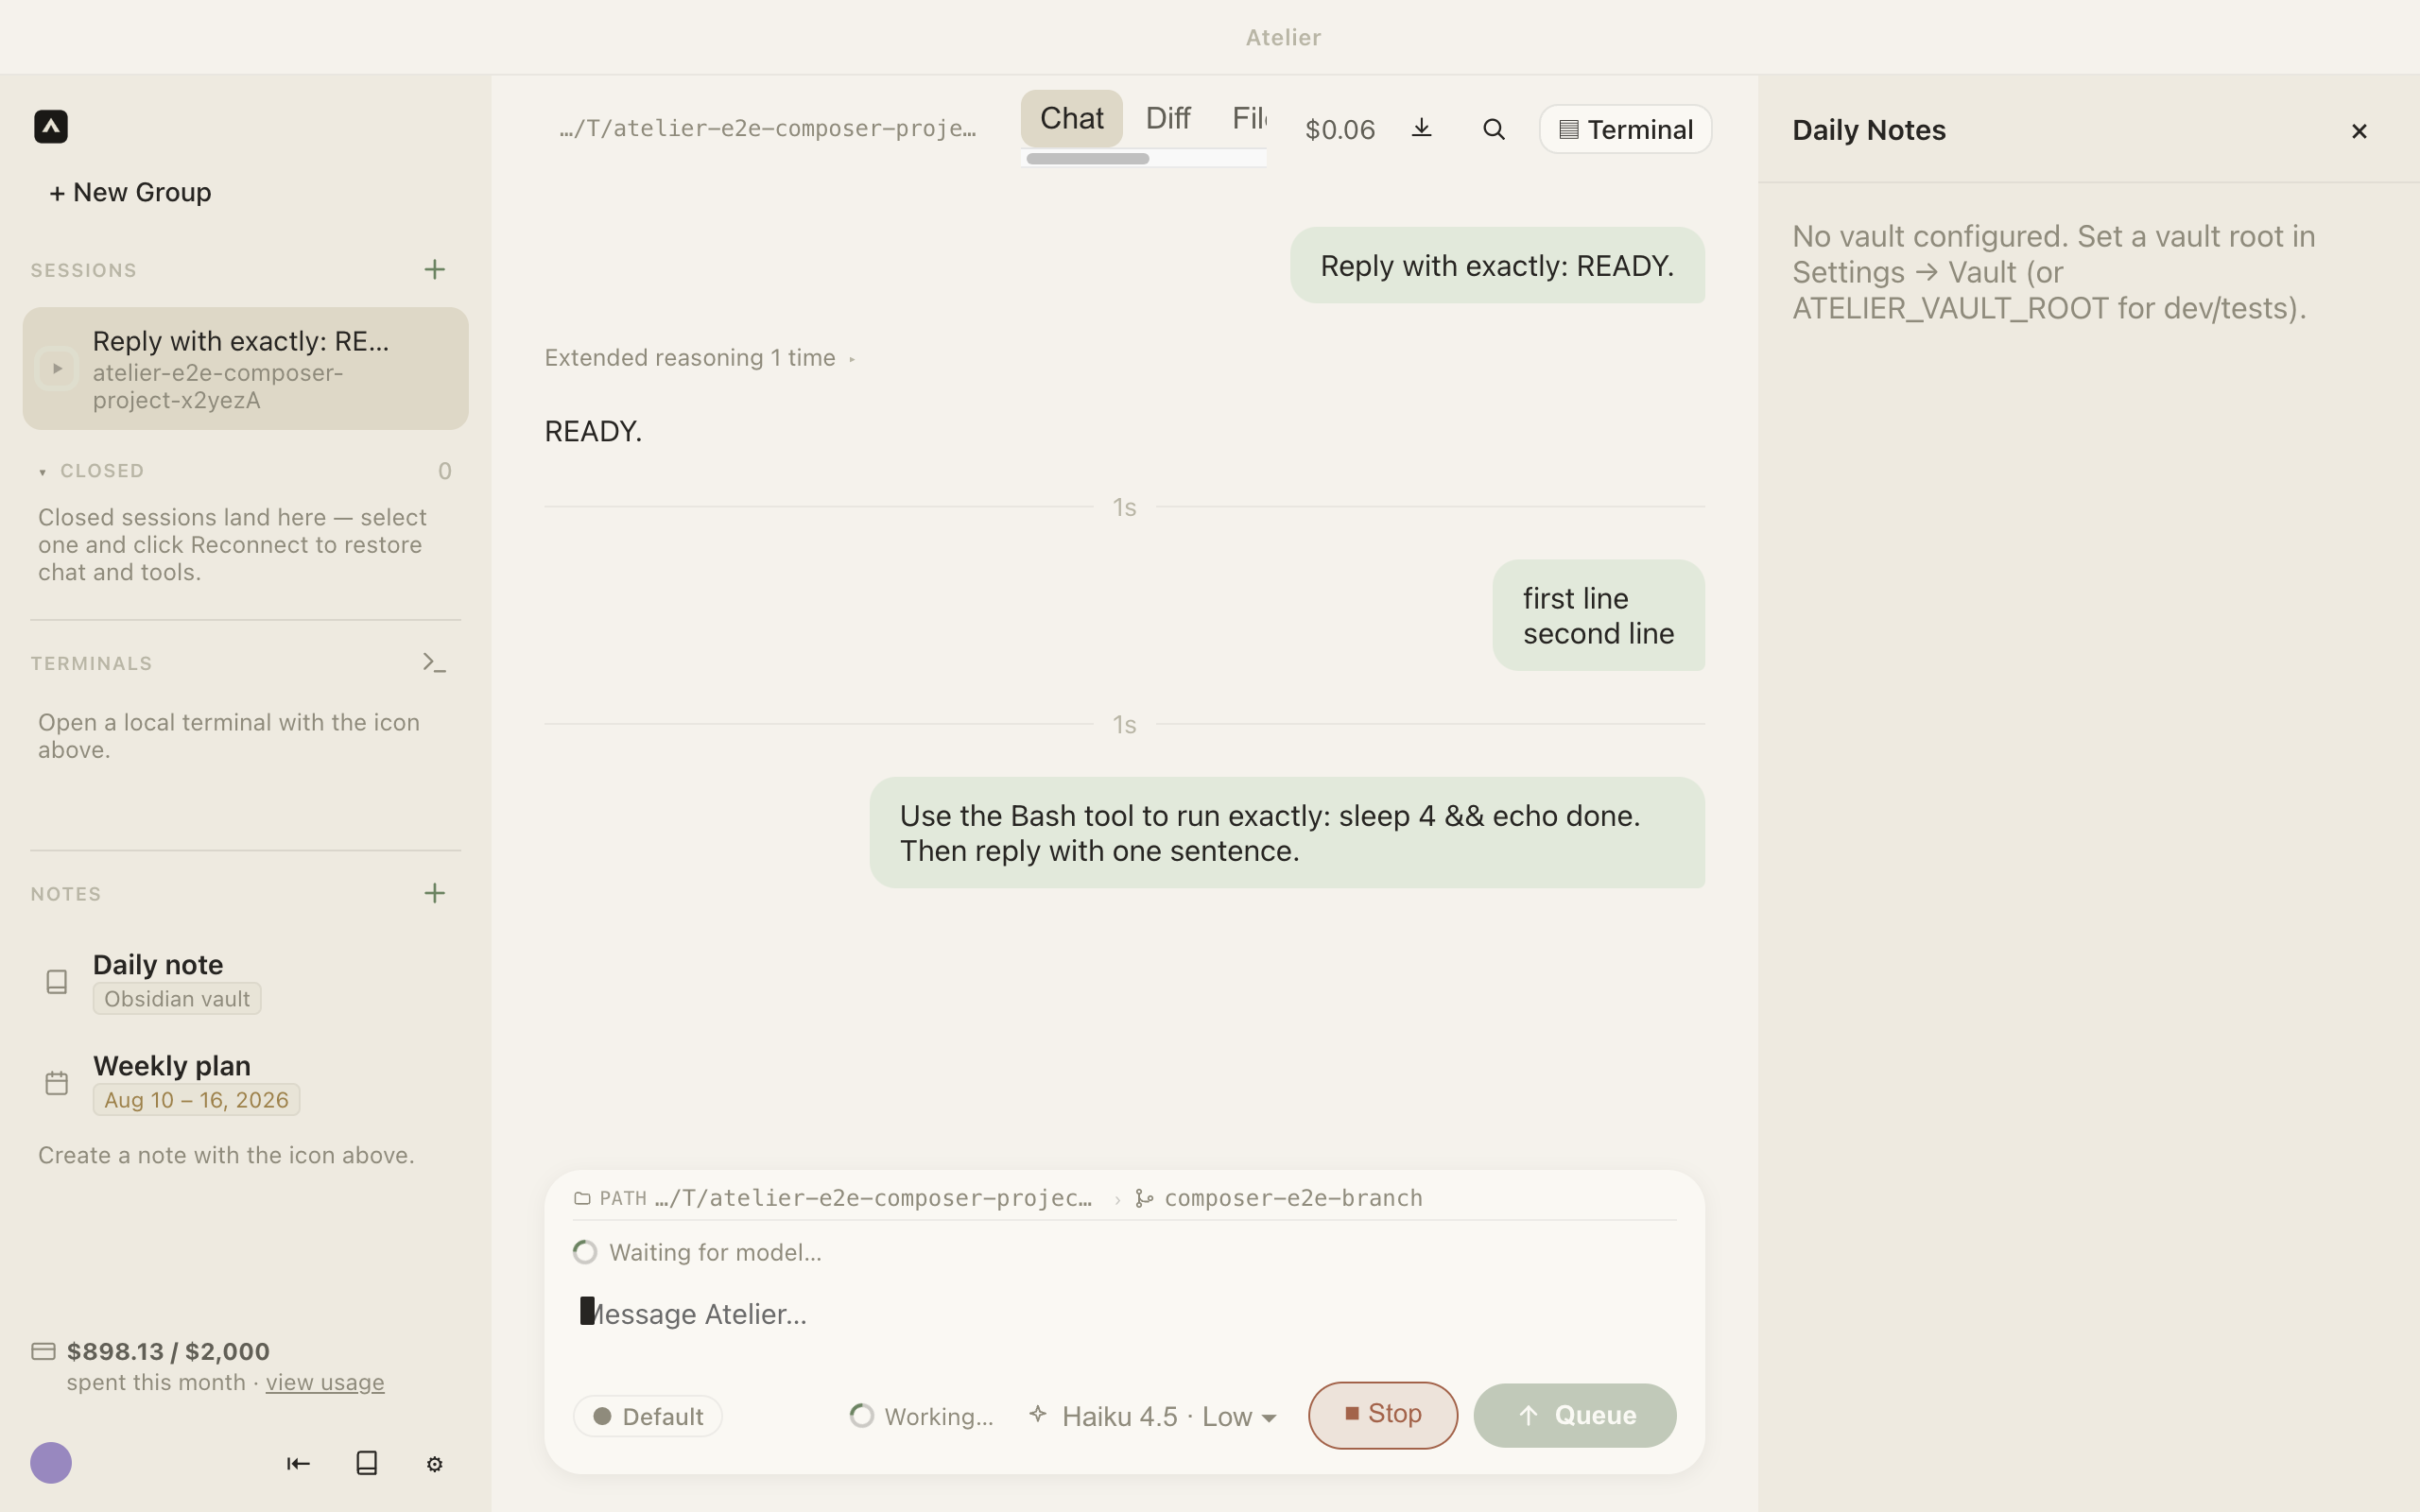 Atelier
+ New Group
SESSIONS
Reply with exactly: RE...
atelier-e2e-composer-
project-x2yezA
CLOSED 0
Closed sessions land here — select
one and click Reconnect to restore
chat and tools.
TERMINALS
Open a local terminal with the icon
above.
NOTES
Daily note
Obsidian vault
Weekly plan
Aug 10 – 16, 2026
Create a note with the icon above.
$898.13 / $2,000
spent this month · view usage
…/T/atelier-e2e-composer-proje… Chat Diff $0.06 Terminal
Reply with exactly: READY.
Extended reasoning 1 time
READY.
1s
first line
second line
1s
Use the Bash tool to run exactly: sleep 4 && echo done.
Then reply with one sentence.
PATH …/T/atelier-e2e-composer-projec… › composer-e2e-branch
Waiting for model...
Message Atelier...
Default Working... Haiku 4.5 · Low Stop Queue
Daily Notes
No vault configured. Set a vault root in
Settings → Vault (or
ATELIER_VAULT_ROOT for dev/tests).